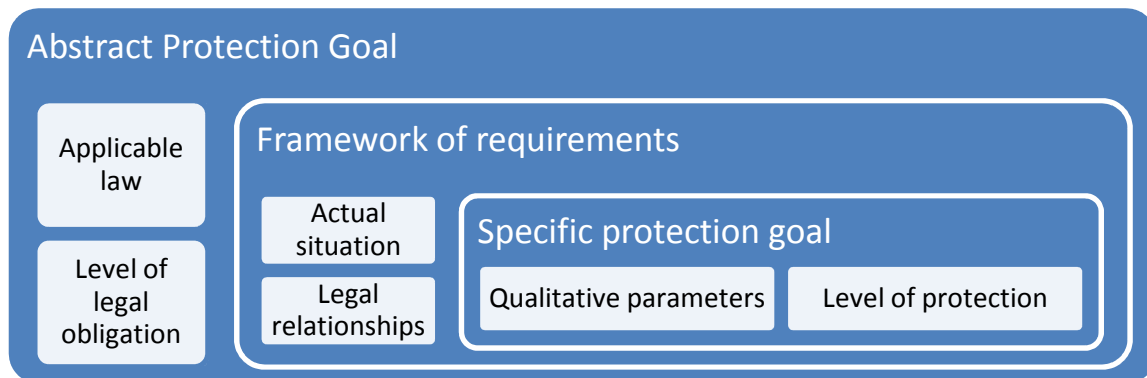 Abstract Protection Goal
Applicable
law
Level of
legal
obligation
Framework of requirements
Actual
situation
Legal
relationships
Specific protection goal
Qualitative parameters
Level of protection